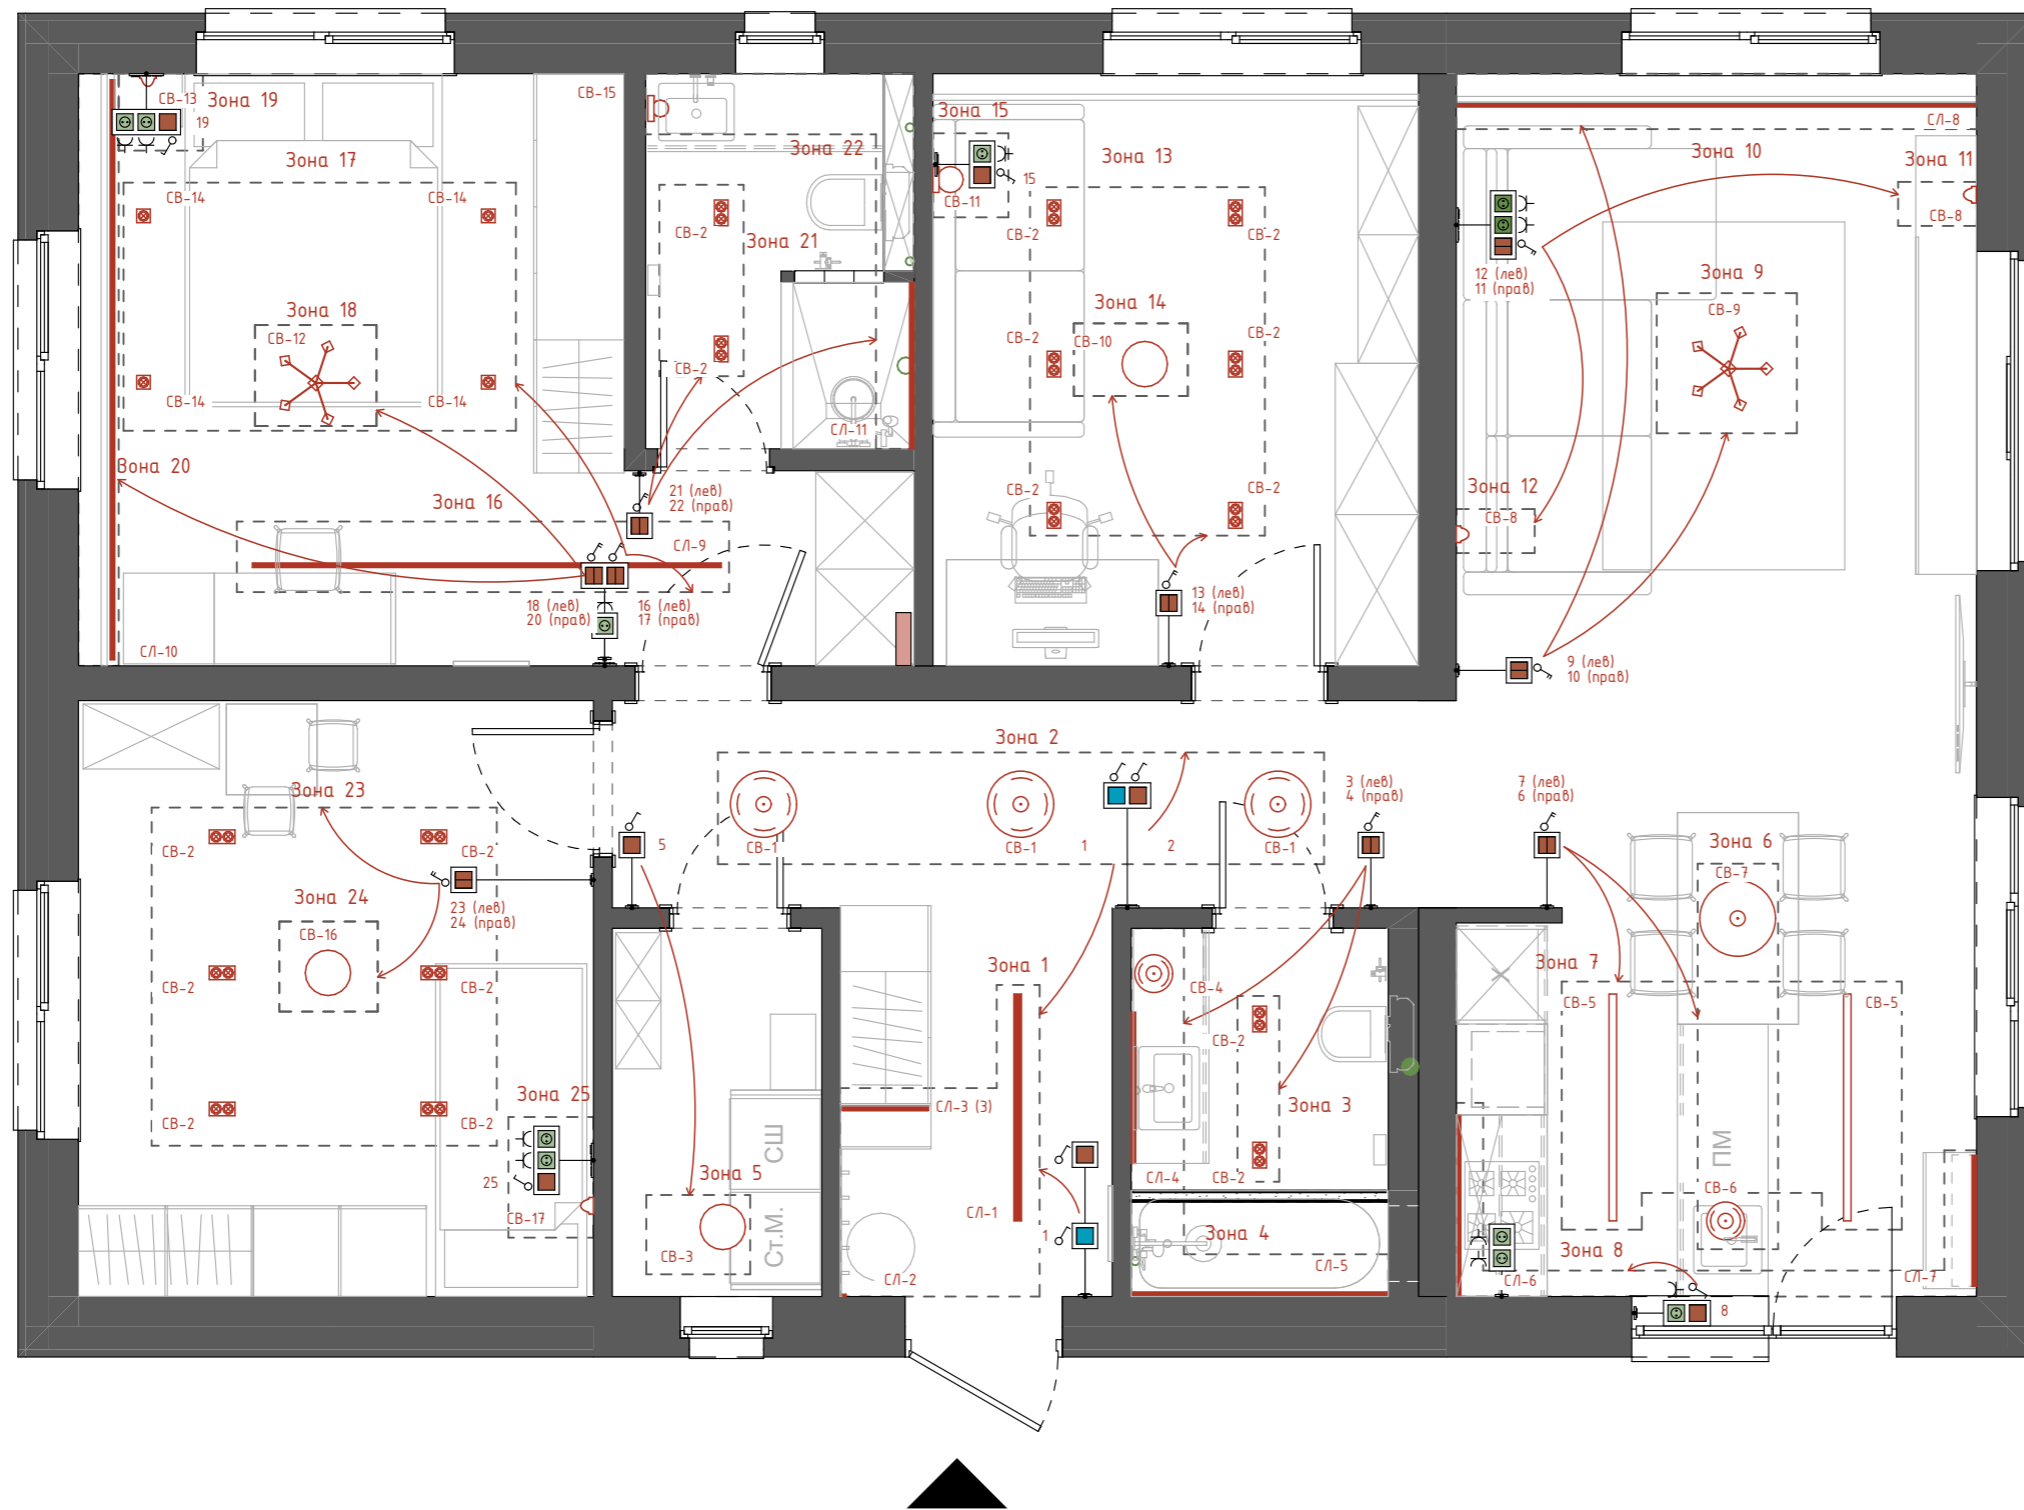 СВ-13
Зона 19
19
СВ-15
Зона 17
СВ-14
СВ-14
Зона 18
СВ-12
СВ-14
СВ-14
Зона 20
Зона 16
СЛ-9
18 (лев)
20 (прав)
16 (лев)
17 (прав)
СЛ-10
Зона 22
СВ-2
Зона 21
СВ-2
СЛ-11
21 (лев)
22 (прав)
Зона 15
15
СВ-11
Зона 13
СВ-2
СВ-2
Зона 14
СВ-2
СВ-10
СВ-2
СВ-2
СВ-2
13 (лев)
14 (прав)
СЛ-8
Зона 10
Зона 11
СВ-8
12 (лев)
11 (прав)
Зона 9
СВ-9
Зона 12
СВ-8
9 (лев)
10 (прав)
Зона 2
СВ-1
СВ-1
СВ-1
1
2
3 (лев)
4 (прав)
7 (лев)
6 (прав)
5
Зона 23
СВ-2
СВ-2
23 (лев)
24 (прав)
Зона 24
СВ-16
СВ-2
СВ-2
СВ-2
СВ-2
Зона 25
25
СВ-17
Зона 5
СВ-3
СШ
Ст.М.
Зона 1
СЛ-3 (3)
СЛ-1
СЛ-2
1
СВ-4
СВ-2
Зона 3
СЛ-4
СВ-2
Зона 4
СЛ-5
Зона 6
СВ-7
Зона 7
СВ-5
СВ-5
ПМ
СВ-6
Зона 8
СЛ-6
СЛ-7
8